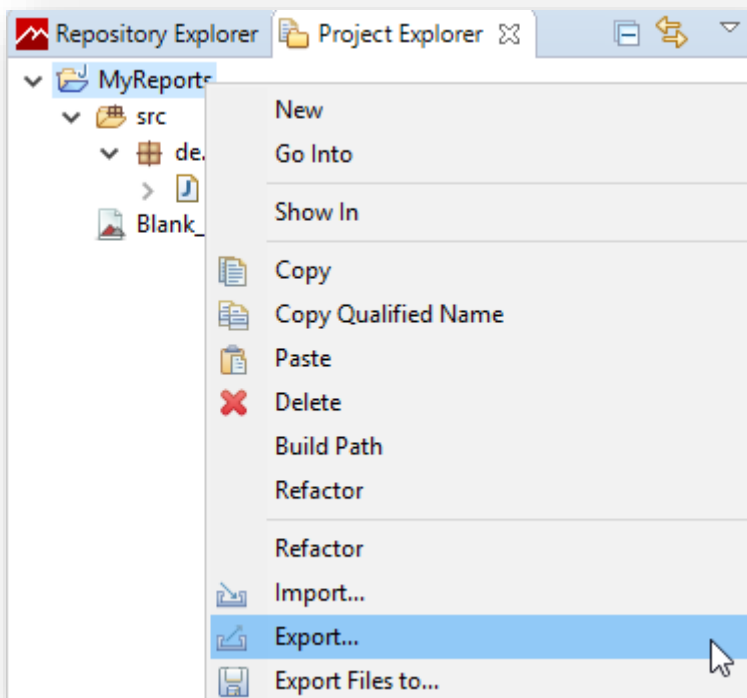 Repository Explorer Project Explorer
MyReports
src
de.
Blank_
New
Go Into
Show In
Copy
Copy Qualified Name
Paste
Delete
Build Path
Refactor
Refactor
Import...
Export...
Export Files to...